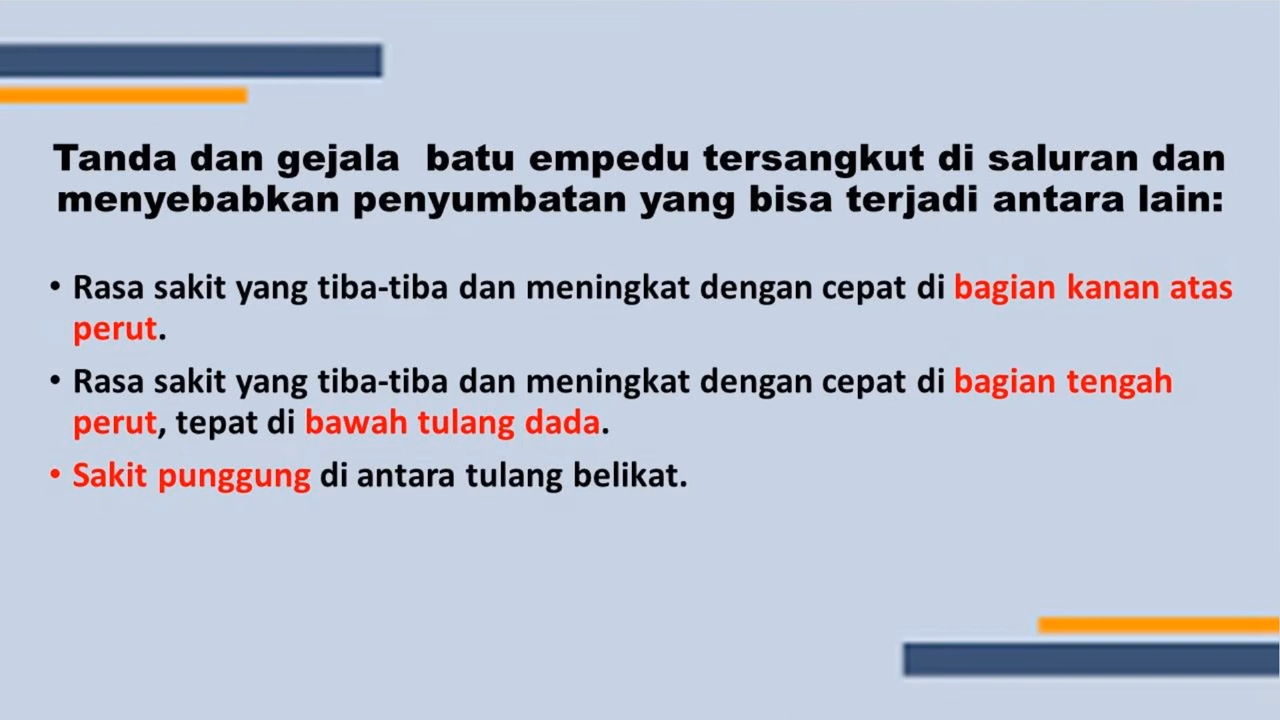 Tanda dan gejala  batu empedu tersangkut di saluran dan
menyebabkan penyumbatan yang bisa terjadi antara lain:
• Rasa sakit yang tiba-tiba dan meningkat dengan cepat di bagian kanan atas
perut.
• Rasa sakit yang tiba-tiba dan meningkat dengan cepat di bagian tengah
perut, tepat di bawah tulang dada.
• Sakit punggung di antara tulang belikat.